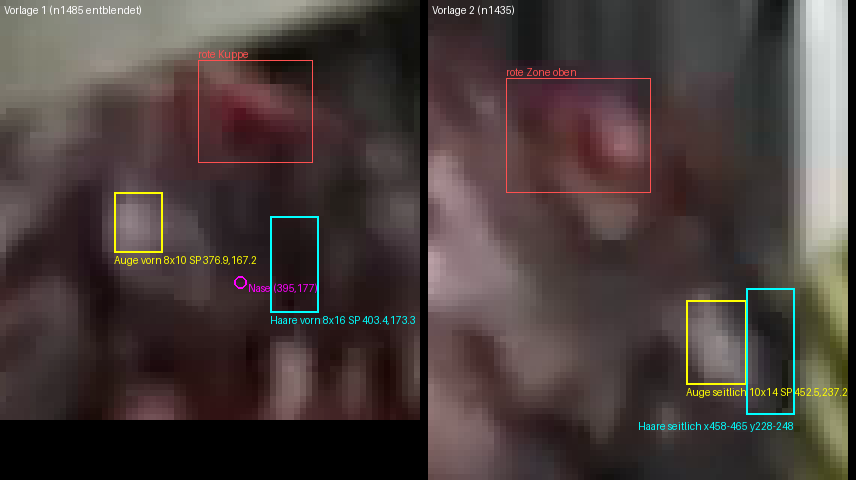 Vorlage 1 (n1485 entblendet)
rote Kuppe
Auge vorn 8x10 SP 376.9,167.2
Nase (395,177)
Haare vorn 8x16 SP 403.4,173.3
Vorlage 2 (n1435)
rote Zone oben
Auge seitlich 10x14 SP 452.5,237.2
Haare seitlich x458-465 y228-248